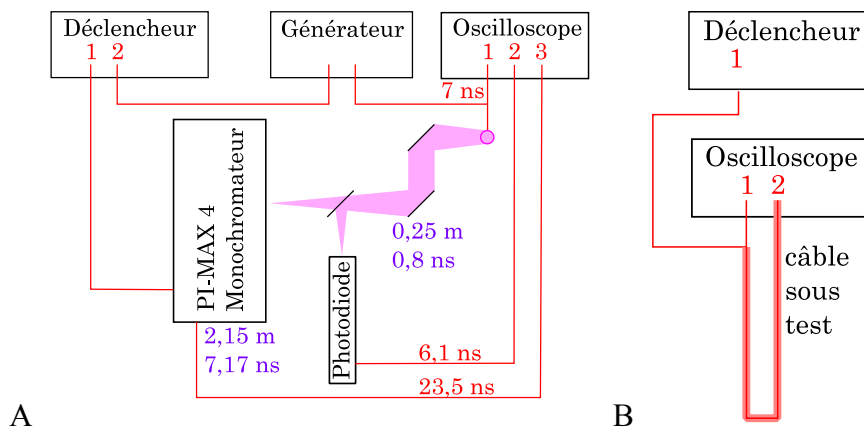 Déclencheur
1 2
Générateur
Oscilloscope
1 2 3
7 ns
PI-MAX 4
Monochromateur
0,25 m
0,8 ns
2,15 m
7,17 ns
Photodiode
6,1 ns
23,5 ns
A
Déclencheur
1
Oscilloscope
1 2
câble
sous
test
B